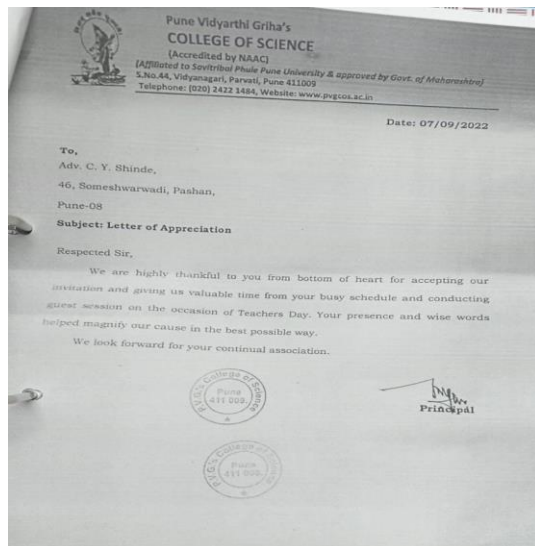 Pune Vidyarthi Griha's
COLLEGE OF SCIENCE
(Accredited by NAAC)
(Affiliated to Savitribai Phule Pune University & approved by Govt. of Maharashtra)
S.No.44, Vidyanagari, Parvati, Pune 411009
Telephone: (020) 2422 1484, Website: www.pvgcos.ac.in
Date: 07/09/2022
To,
Adv. C. Y. Shinde,
46, Someshwarwadi, Pashan,
Pune-08
Subject: Letter of Appreciation
Respected Sir,
We are highly thankful to you from bottom of heart for accepting our
invitation and giving us valuable time from your busy schedule and conducting
guest session on the occasion of Teachers Day. Your presence and wise words
helped magnify our cause in the best possible way.
We look forward for your continual association.
P.V.G's College of Science
Pune
411 009.
Principal
P.V.G's College of Science
Pune
411 009.